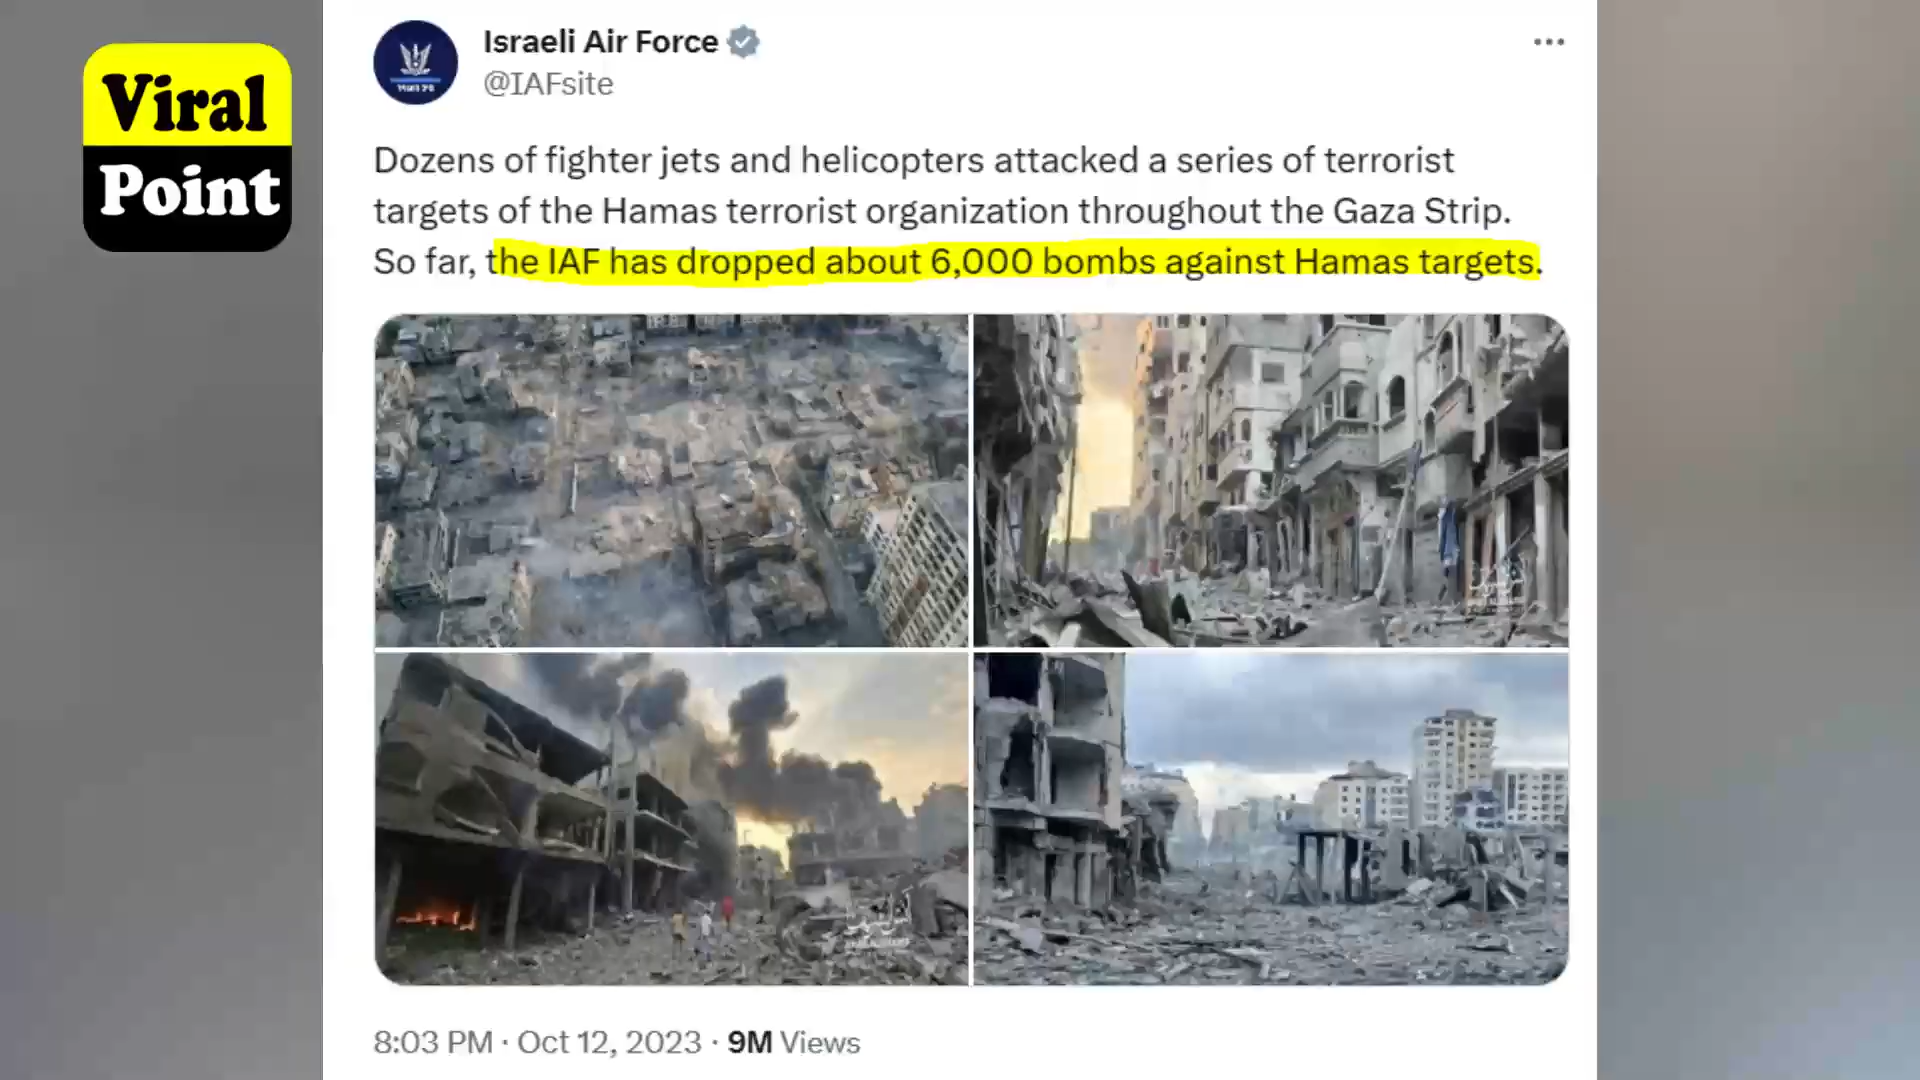 Viral
Point
Israeli Air Force
@IAFsite
Dozens of fighter jets and helicopters attacked a series of terrorist
targets of the Hamas terrorist organization throughout the Gaza Strip.
So far, the IAF has dropped about 6,000 bombs against Hamas targets.
8:03 PM · Oct 12, 2023 · 9M Views